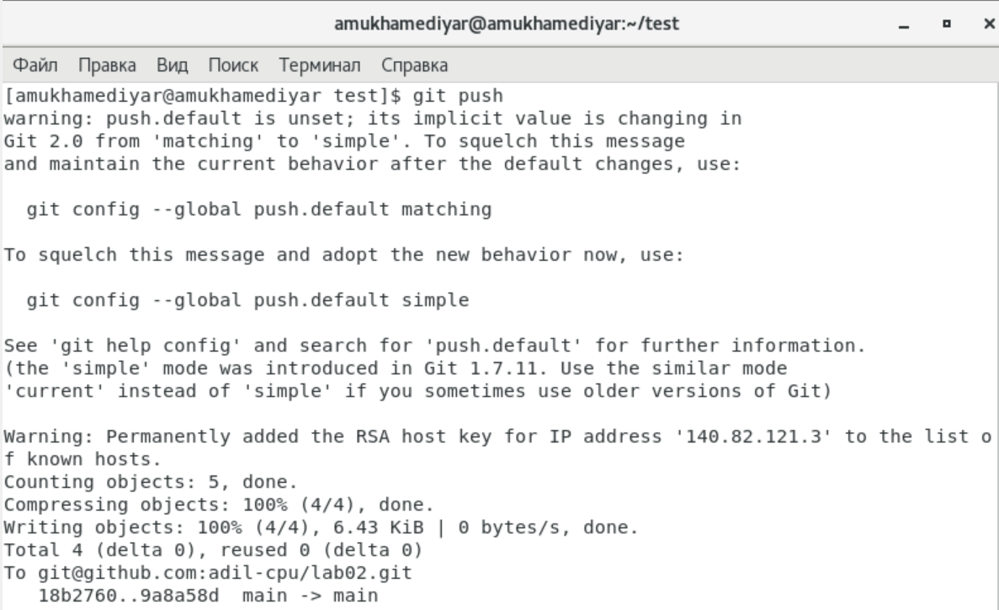 amukhamediyar@amukhamediyar:~/test
Файл Правка Вид Поиск Терминал Справка
[amukhamediyar@amukhamediyar test]$ git push
warning: push.default is unset; its implicit value is changing in
Git 2.0 from 'matching' to 'simple'. To squelch this message
and maintain the current behavior after the default changes, use:
git config --global push.default matching
To squelch this message and adopt the new behavior now, use:
git config --global push.default simple
See 'git help config' and search for 'push.default' for further information.
(the 'simple' mode was introduced in Git 1.7.11. Use the similar mode
'current' instead of 'simple' if you sometimes use older versions of Git)
Warning: Permanently added the RSA host key for IP address '140.82.121.3' to the list o
f known hosts.
Counting objects: 5, done.
Compressing objects: 100% (4/4), done.
Writing objects: 100% (4/4), 6.43 KiB | 0 bytes/s, done.
Total 4 (delta 0), reused 0 (delta 0)
To git@github.com:adil-cpu/lab02.git
18b2760..9a8a58d  main -> main